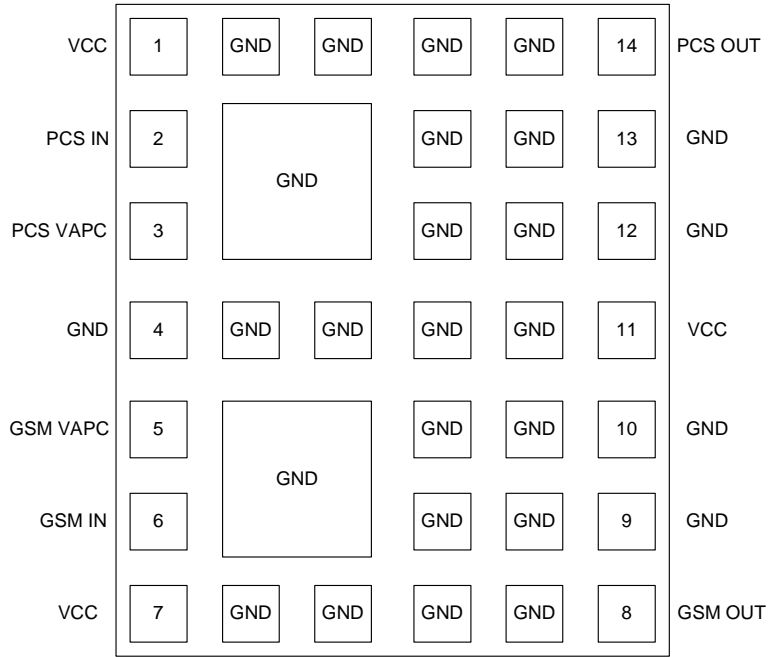 VCC 1 GND GND GND GND 14 PCS OUT
PCS IN 2 GND GND 13 GND
GND
PCS VAPC 3 GND GND 12 GND
GND 4 GND GND GND GND 11 VCC
GSM VAPC 5 GND GND 10 GND
GND
GSM IN 6 GND GND 9 GND
VCC 7 GND GND GND GND 8 GSM OUT